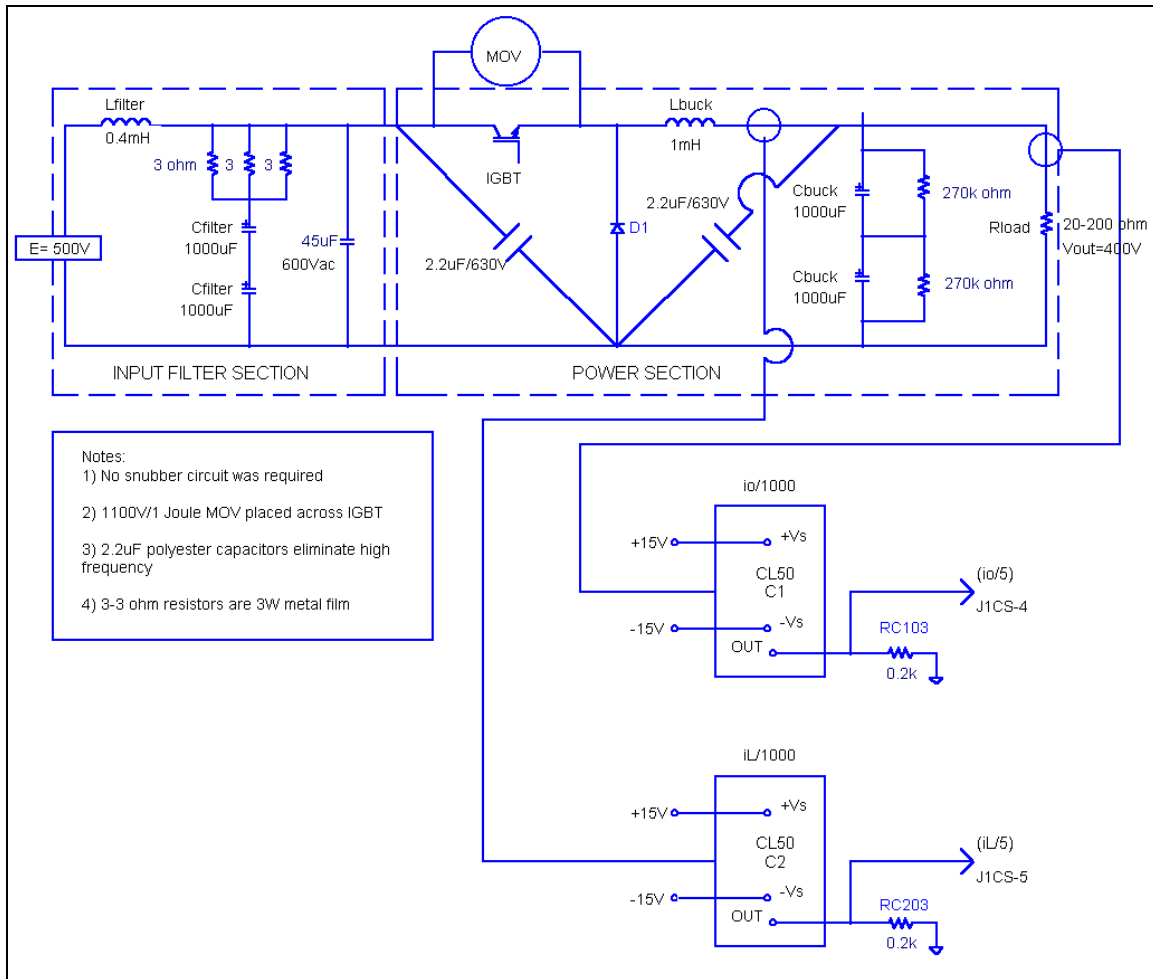 MOV
Lfilter
0.4mH
3 ohm
3
3
Cfilter
1000uF
Cfilter
1000uF
E= 500V
45uF
600Vac
IGBT
2.2uF/630V
D1
Lbuck
1mH
2.2uF/630V
Cbuck
1000uF
270k ohm
Cbuck
1000uF
270k ohm
Rload
20-200 ohm
Vout=400V
INPUT FILTER SECTION
POWER SECTION
Notes:
1) No snubber circuit was required
2) 1100V/1 Joule MOV placed across IGBT
3) 2.2uF polyester capacitors eliminate high
frequency
4) 3-3 ohm resistors are 3W metal film
io/1000
+15V
+Vs
CL50
C1
-15V
-Vs
OUT
(io/5)
J1CS-4
RC103
0.2k
iL/1000
+15V
+Vs
CL50
C2
-15V
-Vs
OUT
(iL/5)
J1CS-5
RC203
0.2k